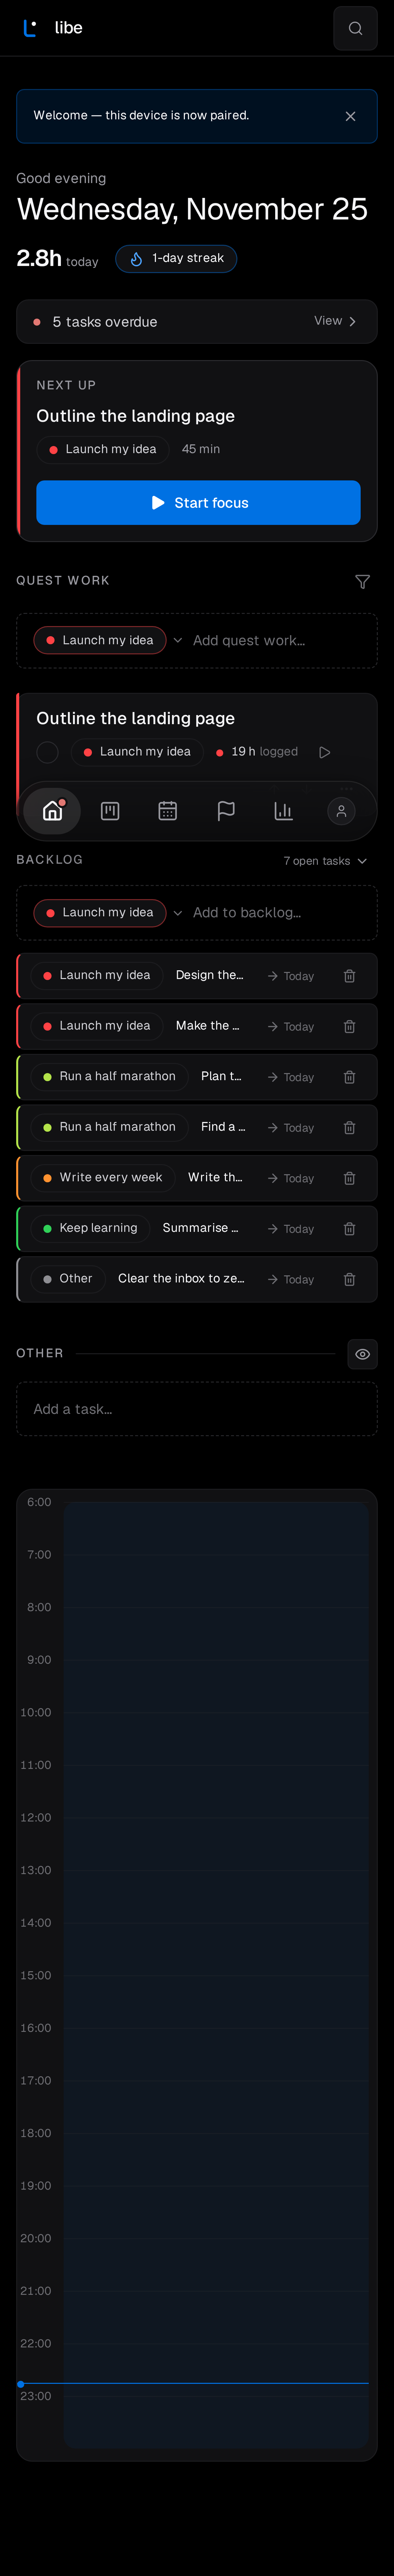 libe
Welcome — this device is now paired.
Good evening
Wednesday, November 25
2.8h today 1-day streak
5 tasks overdue View
NEXT UP
Outline the landing page
Launch my idea 45 min
Start focus
QUEST WORK
Launch my idea Add quest work...
Outline the landing page
Launch my idea 19 h logged
BACKLOG 7 open tasks
Launch my idea Add to backlog...
Launch my idea Design the... Today
Launch my idea Make the ... Today
Run a half marathon Plan t... Today
Run a half marathon Find a ... Today
Write every week Write th... Today
Keep learning Summarise ... Today
Other Clear the inbox to ze... Today
OTHER
Add a task...
6:00
7:00
8:00
9:00
10:00
11:00
12:00
13:00
14:00
15:00
16:00
17:00
18:00
19:00
20:00
21:00
22:00
23:00